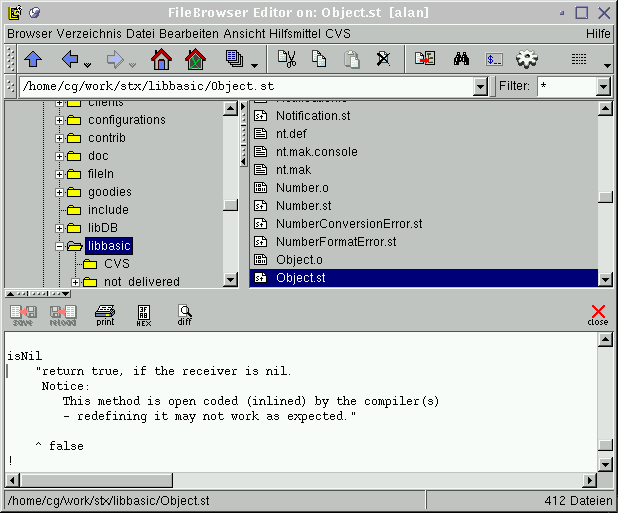 FileBrowser Editor on: Object.st [alan]
Browser Verzeichnis Datei Bearbeiten Ansicht Hilfsmittel CVS Hilfe
/home/cg/work/stx/libbasic/Object.st Filter: *
clients
configurations
contrib
doc
fileIn
goodies
include
libDB
libbasic
CVS
not_delivered
Notification.st
nt.def
nt.mak.console
nt.mak
Number.o
Number.st
NumberConversionError.st
NumberFormatError.st
Object.o
Object.st
save reload print HEX diff close
isNil
"return true, if the receiver is nil.
Notice:
This method is open coded (inlined) by the compiler(s)
- redefining it may not work as expected."
^ false
!
/home/cg/work/stx/libbasic/Object.st 412 Dateien